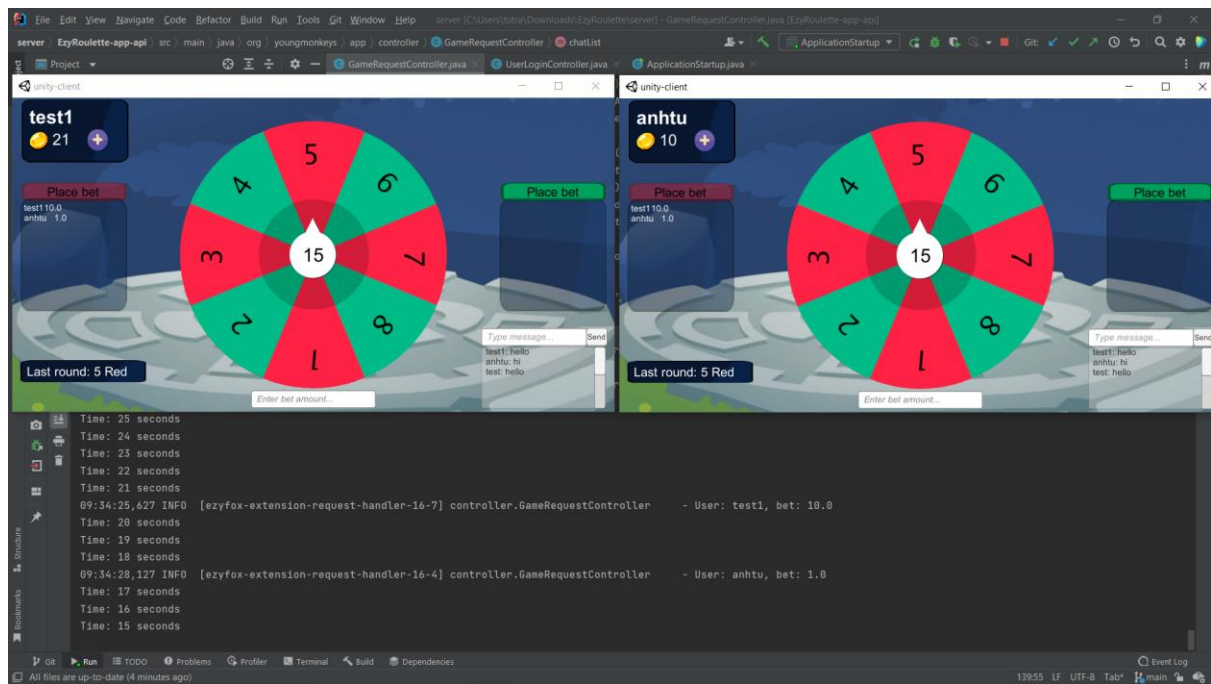 File Edit View Navigate Code Refactor Build Run Tools Git Window Help server [C:\Users\tutra\Downloads\EzyRoulette\server] - GameRequestController.java [EzyRoulette-app-api]
server EzyRoulette-app-api src main java org youngmonkeys app controller GameRequestController chatList ApplicationStartup Git:
Project GameRequestController.java UserLoginController.java ApplicationStartup.java
unity-client
test1
21
Place bet
test1 10.0
anhtu 1.0
Place bet
5
4
6
3
15
7
2
8
1
Last round: 5 Red
Enter bet amount...
Type message...
Send
test1: hello
anhtu: hi
test: hello
unity-client
anhtu
10
Place bet
test1 10.0
anhtu 1.0
Place bet
5
4
6
3
15
7
2
8
1
Last round: 5 Red
Enter bet amount...
Type message...
Send
test1: hello
anhtu: hi
test: hello
Time: 25 seconds
Time: 24 seconds
Time: 23 seconds
Time: 22 seconds
Time: 21 seconds
09:34:25,627 INFO [ezyfox-extension-request-handler-16-7] controller.GameRequestController - User: test1, bet: 10.0
Time: 20 seconds
Time: 19 seconds
Time: 18 seconds
09:34:28,127 INFO [ezyfox-extension-request-handler-16-4] controller.GameRequestController - User: anhtu, bet: 1.0
Time: 17 seconds
Time: 16 seconds
Time: 15 seconds
Structure
Bookmarks
Git Run TODO Problems Profiler Terminal Build Dependencies Event Log
All files are up-to-date (4 minutes ago) 139:55 LF UTF-8 Tab* main